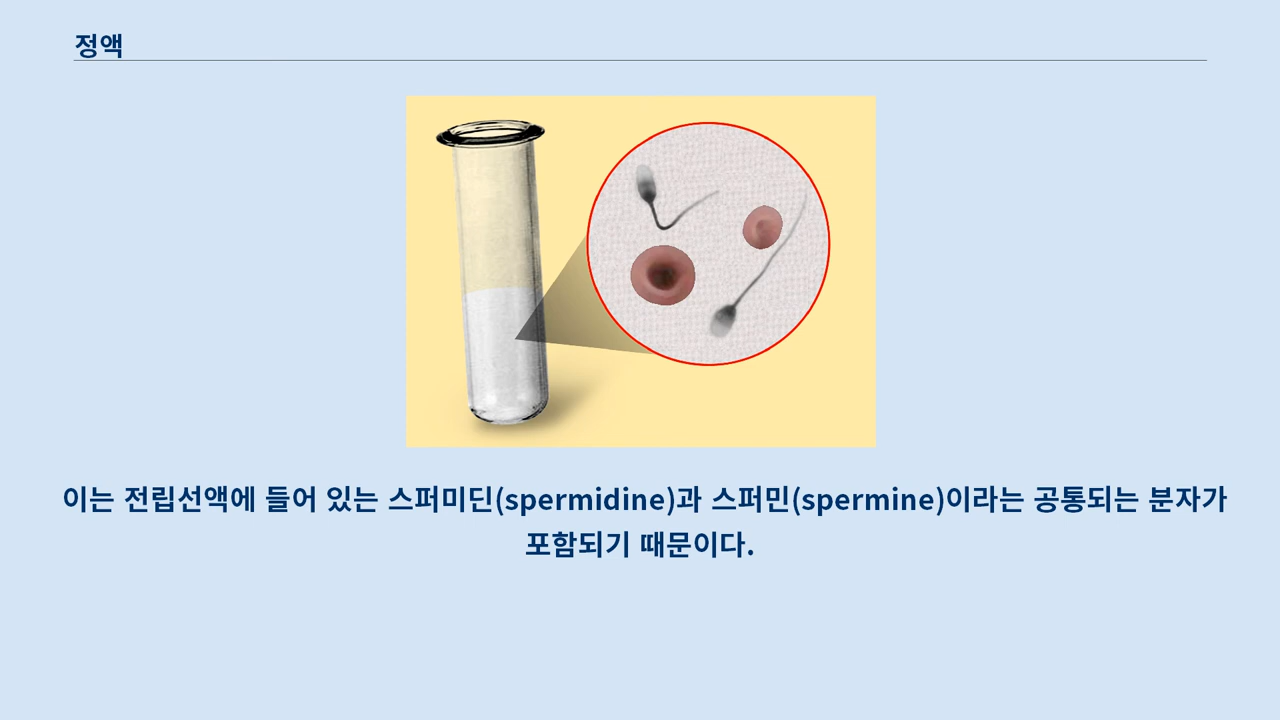 정액
이는 전립선액에 들어 있는 스퍼미딘(spermidine)과 스퍼민(spermine)이라는 공통되는 분자가
포함되기 때문이다.